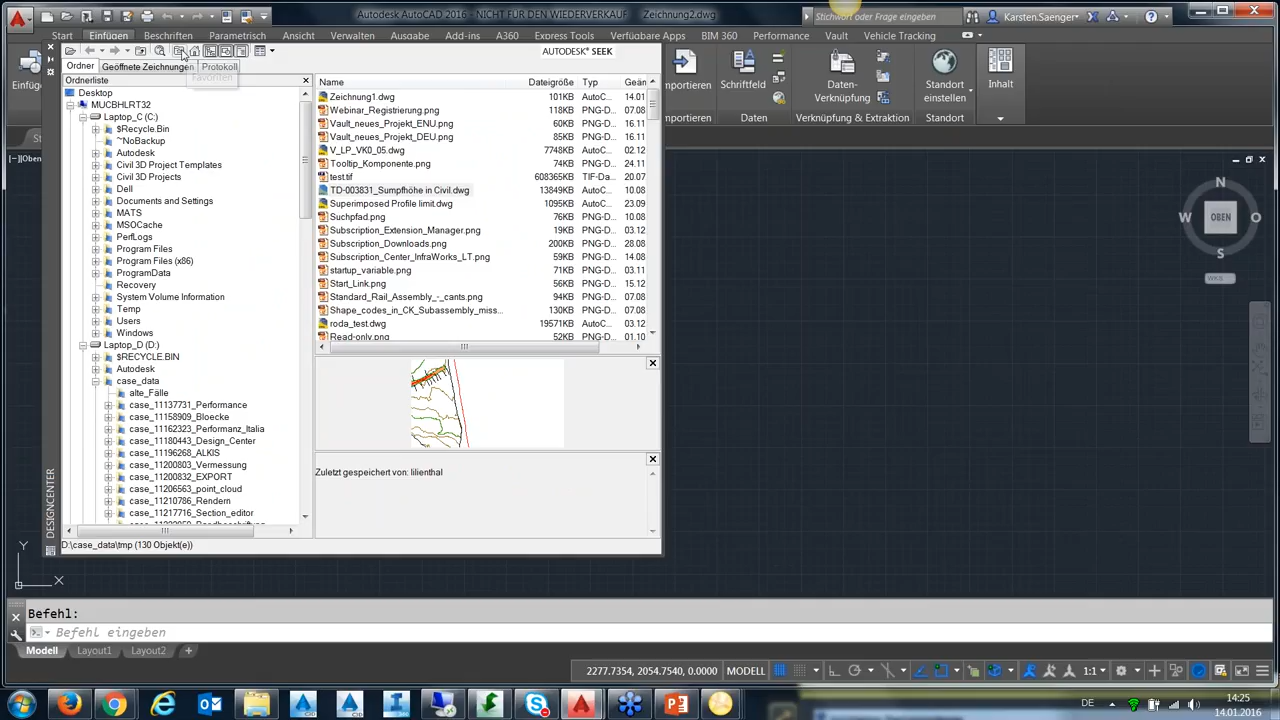 Autodesk AutoCAD 2016 - NICHT FÜR DEN WIEDERVERKAUF Zeichnung2.dwg
Stichwort oder Frage eingeben
Karsten.Saenger
Start Einfügen Beschriften Parametrisch Ansicht Verwalten Ausgabe Add-Ins A360 Express Tools BIM 360 Performance Vault Vehicle Tracking
Ordner Geöffnete Zeichnungen Protokoll
Favoriten
AUTODESK® SEEK
Einfüg
mportieren
Schriftfeld
Daten-
Verknüpfung
Standort
einstellen
Inhalt
mportieren Daten Verknüpfung & Extraktion Standort
Ordnerliste
Desktop
MUCBHLRT32
Laptop_C (C:)
$Recycle.Bin
~NoBackup
Autodesk
Civil 3D Project Templates
Civil 3D Projects
Dell
Documents and Settings
MATS
MSOCache
PerfLogs
Program Files
Program Files (x86)
ProgramData
Recovery
System Volume Information
Temp
Users
Windows
Laptop_D (D:)
$RECYCLE.BIN
Autodesk
case_data
alte_Fälle
case_11137731_Performance
case_11158909_Bloecke
case_11162323_Performanz_Italia
case_11180443_Design_Center
case_11196268_ALKIS
case_11200803_Vermessung
case_11200832_EXPORT
case_11206563_point_cloud
case_11210786_Rendern
case_11217716_Section_editor
Name Dateigröße Typ Geän
Zeichnung1.dwg 101KB AutoC... 14.01
Webinar_Registrierung.png 118KB PNG-D... 07.08
Vault_neues_Projekt_ENU.png 60KB PNG-D... 16.11
Vault_neues_Projekt_DEU.png 85KB PNG-D... 16.11
V_LP_VK0_05.dwg 7748KB AutoC... 02.12
Tooltip_Komponente.png 74KB PNG-D... 24.11
test.tif 608365KB TIF-Da... 20.07
TD-003831_Sumpfhöhe in Civil.dwg 13849KB AutoC... 10.08
Superimposed Profile limit.dwg 1095KB AutoC... 23.09
Suchpfad.png 76KB PNG-D... 10.08
Subscription_Extension_Manager.png 19KB PNG-D... 03.12
Subscription_Downloads.png 200KB PNG-D... 03.12
Subscription_Center_InfraWorks_LT.png 59KB PNG-D... 07.08
startup_variable.png 71KB PNG-D... 03.11
Start_Link.png 56KB PNG-D... 15.12
Standard_Rail_Assembly_-_cants.png 94KB PNG-D... 07.08
Shape_codes_in_CK_Subassembly_miss... 130KB PNG-D... 07.08
roda_test.dwg 19571KB AutoC... 03.12
Read-only.png 52KB PNG-D... 01.10
Zuletzt gespeichert von: lilienthal
D:\case_data\tmp (130 Objekt(e))
DESIGNCENTER
[−][Oben
N
W OBEN O
S
WKS
Y
X
Befehl:
Befehl eingeben
Modell Layout1 Layout2 +
2277.7354, 2054.7540, 0.0000 MODELL 1:1
DE
14:25
14.01.2016